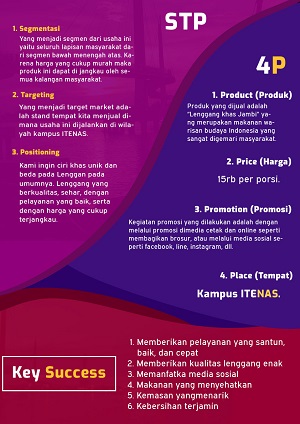 STP
1. Segmentasi
Yang menjadi segmen dari usaha ini
yaitu seluruh lapisan masyarakat da-
ri segmen bawah menengah atas. Ka-
rena harga yang cukup murah maka
produk ini dapat di jangkau oleh se-
mua kalangan masyarakat.
2. Targeting
Yang menjadi target market ada-
lah stand tempat kita menjual di-
mana usaha ini dijalankan di wila-
yah kampus ITENAS.
3. Positioning
Kami ingin ciri khas unik dan
beda pada Lenggan pada
umumnya. Lenggang yang
berkualitas, sehar, dengan
pelayanan yang baik, serta
dengan harga yang cukup
terjangkau.
4P
1. Product (Produk)
Produk yang dijual adalah
"Lenggang khas Jambi" ya-
ng merupakan makanan wa-
risan budaya Indonesia yang
sangat digemari masyarakat.
2. Price (Harga)
15rb per porsi.
3. Promotion (Promosi)
Kegiatan promosi yang dilakukan adalah dengan
melalui promosi dimedia cetak dan online seperti
membagikan brosur, atau melalui media sosial se-
perti facebook, line, instagram, dll.
4. Place (Tempat)
Kampus ITENAS.
Key Success
1. Memberikan pelayanan yang santun,
baik, dan cepat
2. Memberikan kualitas lenggang enak
3. Memanfatka media sosial
4. Makanan yang menyehatkan
5. Kemasan yangmenarik
6. Kebersihan terjamin